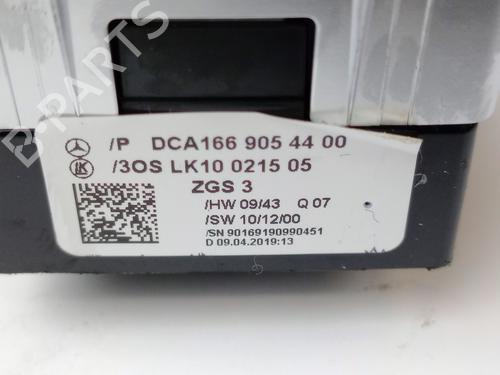 B-PARTS
/P DCA166 905 44 00
/3OS LK10 0215 05
ZGS 3
/HW 09/43 Q 07
/SW 10/12/00
/SN 90169190990451
D 09.04.2019:13